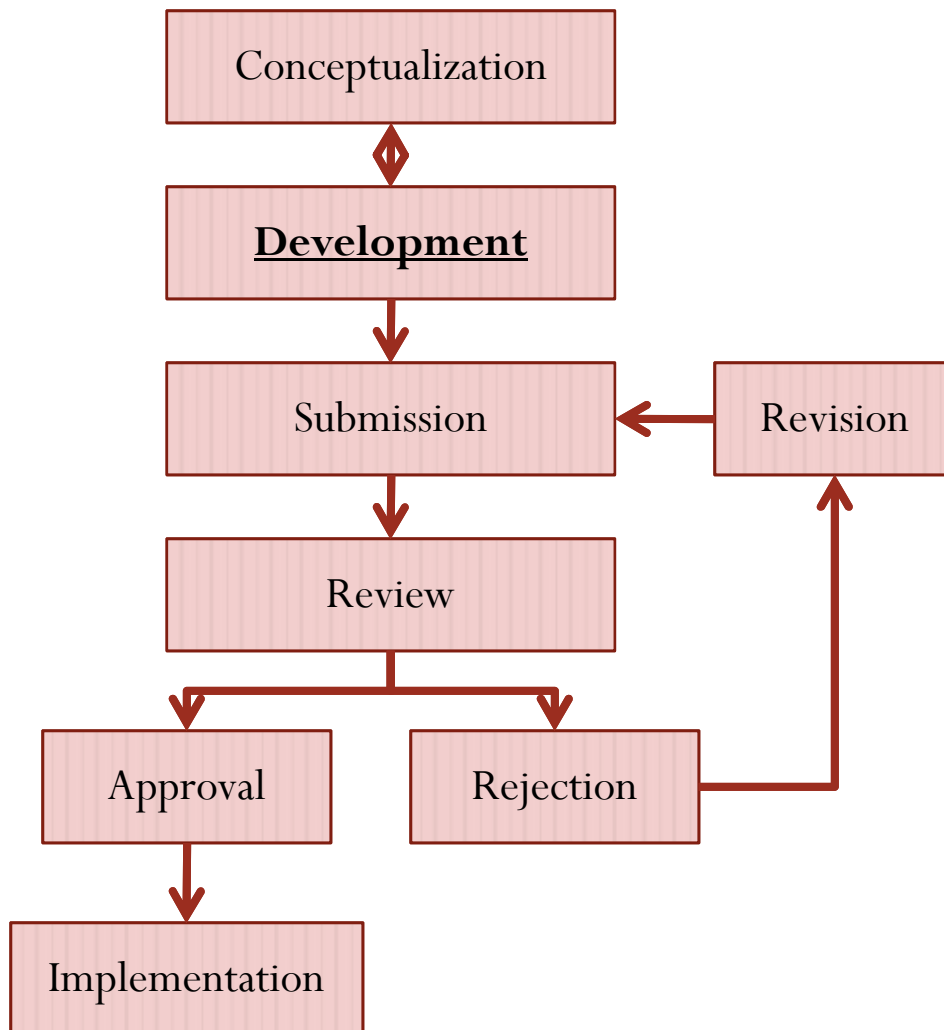 Conceptualization
Development
Submission
Revision
Review
Approval
Rejection
Implementation